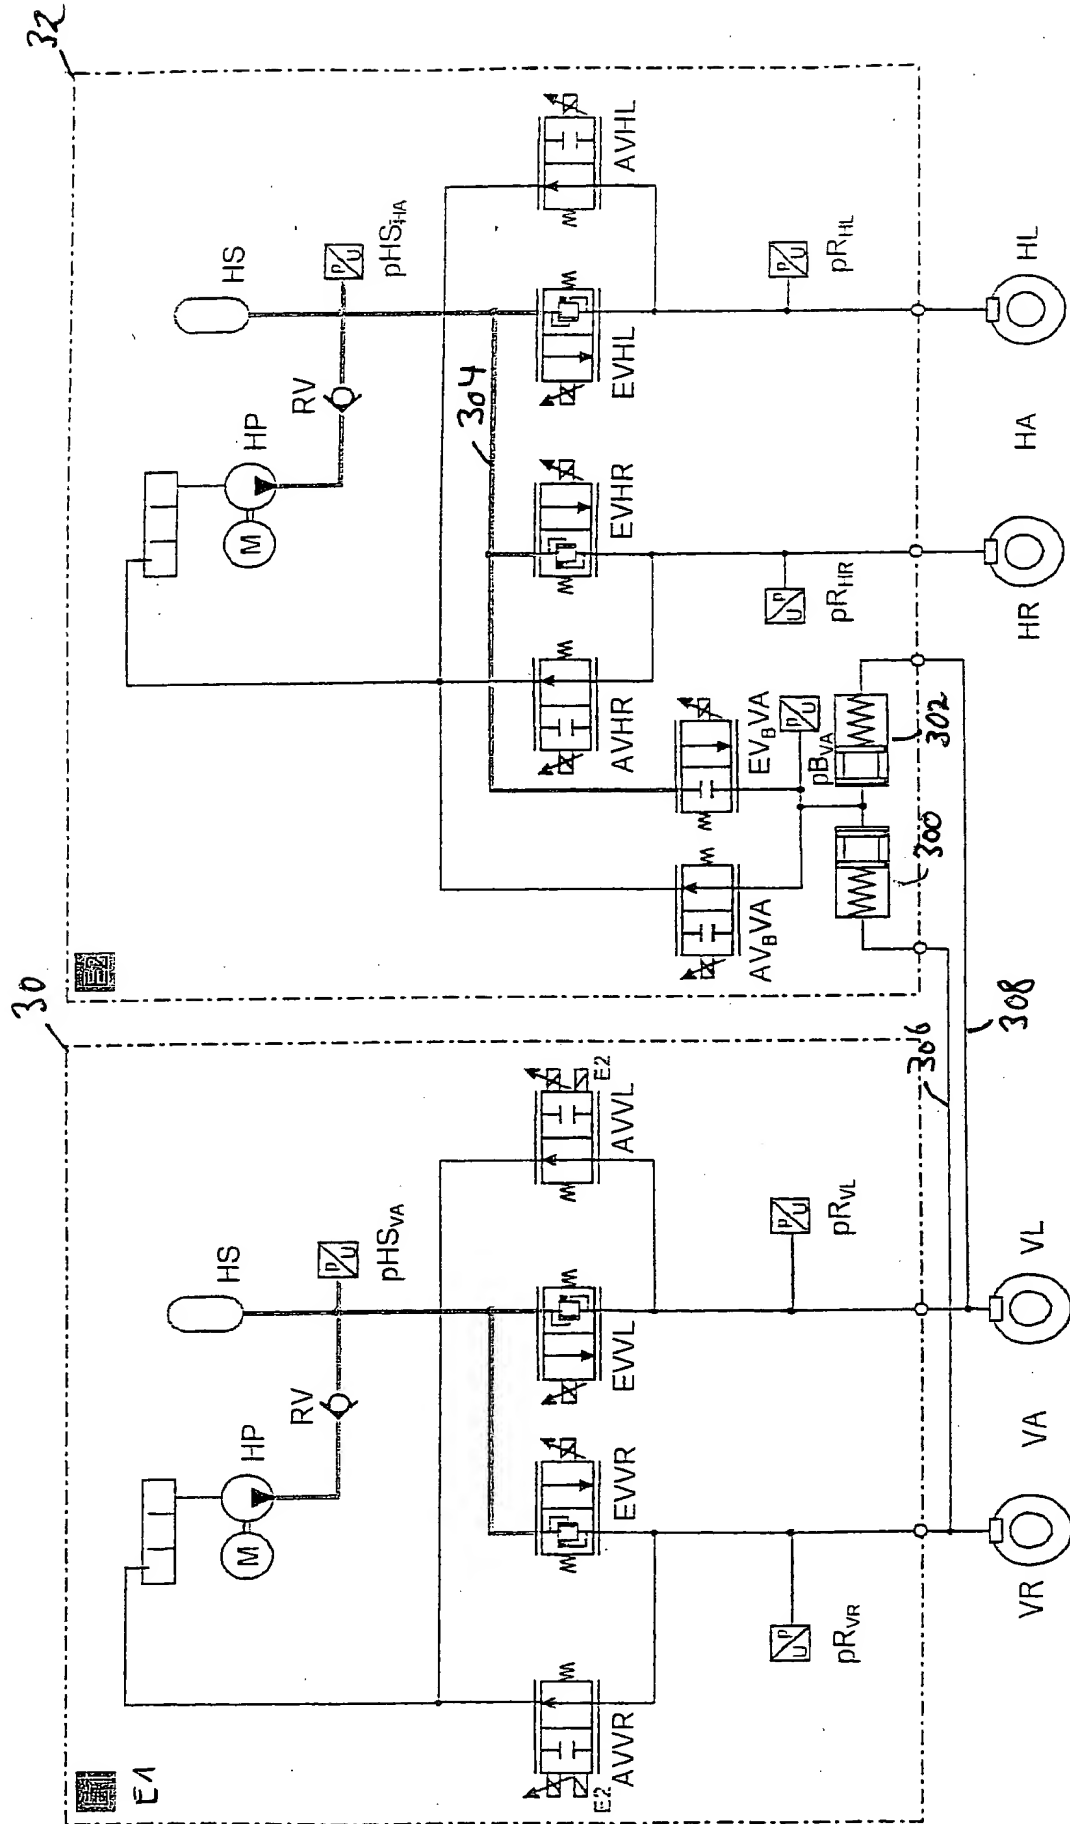 30
32
E1
E2
HS
HS
M
HP
M
HP
RV
RV
P/U
pHS_VA
P/U
pHS_HA
304
AVVR
E2
EVVR
EVVL
AVVL
E2
AVHR
EVHR
EVHL
AVHL
AV_BVA
EV_BVA
P/U
pB_VA
P/U
pR_VR
P/U
pR_VL
P/U
pR_HR
P/U
pR_HL
300
302
306
308
VR
VA
VL
HR
HA
HL